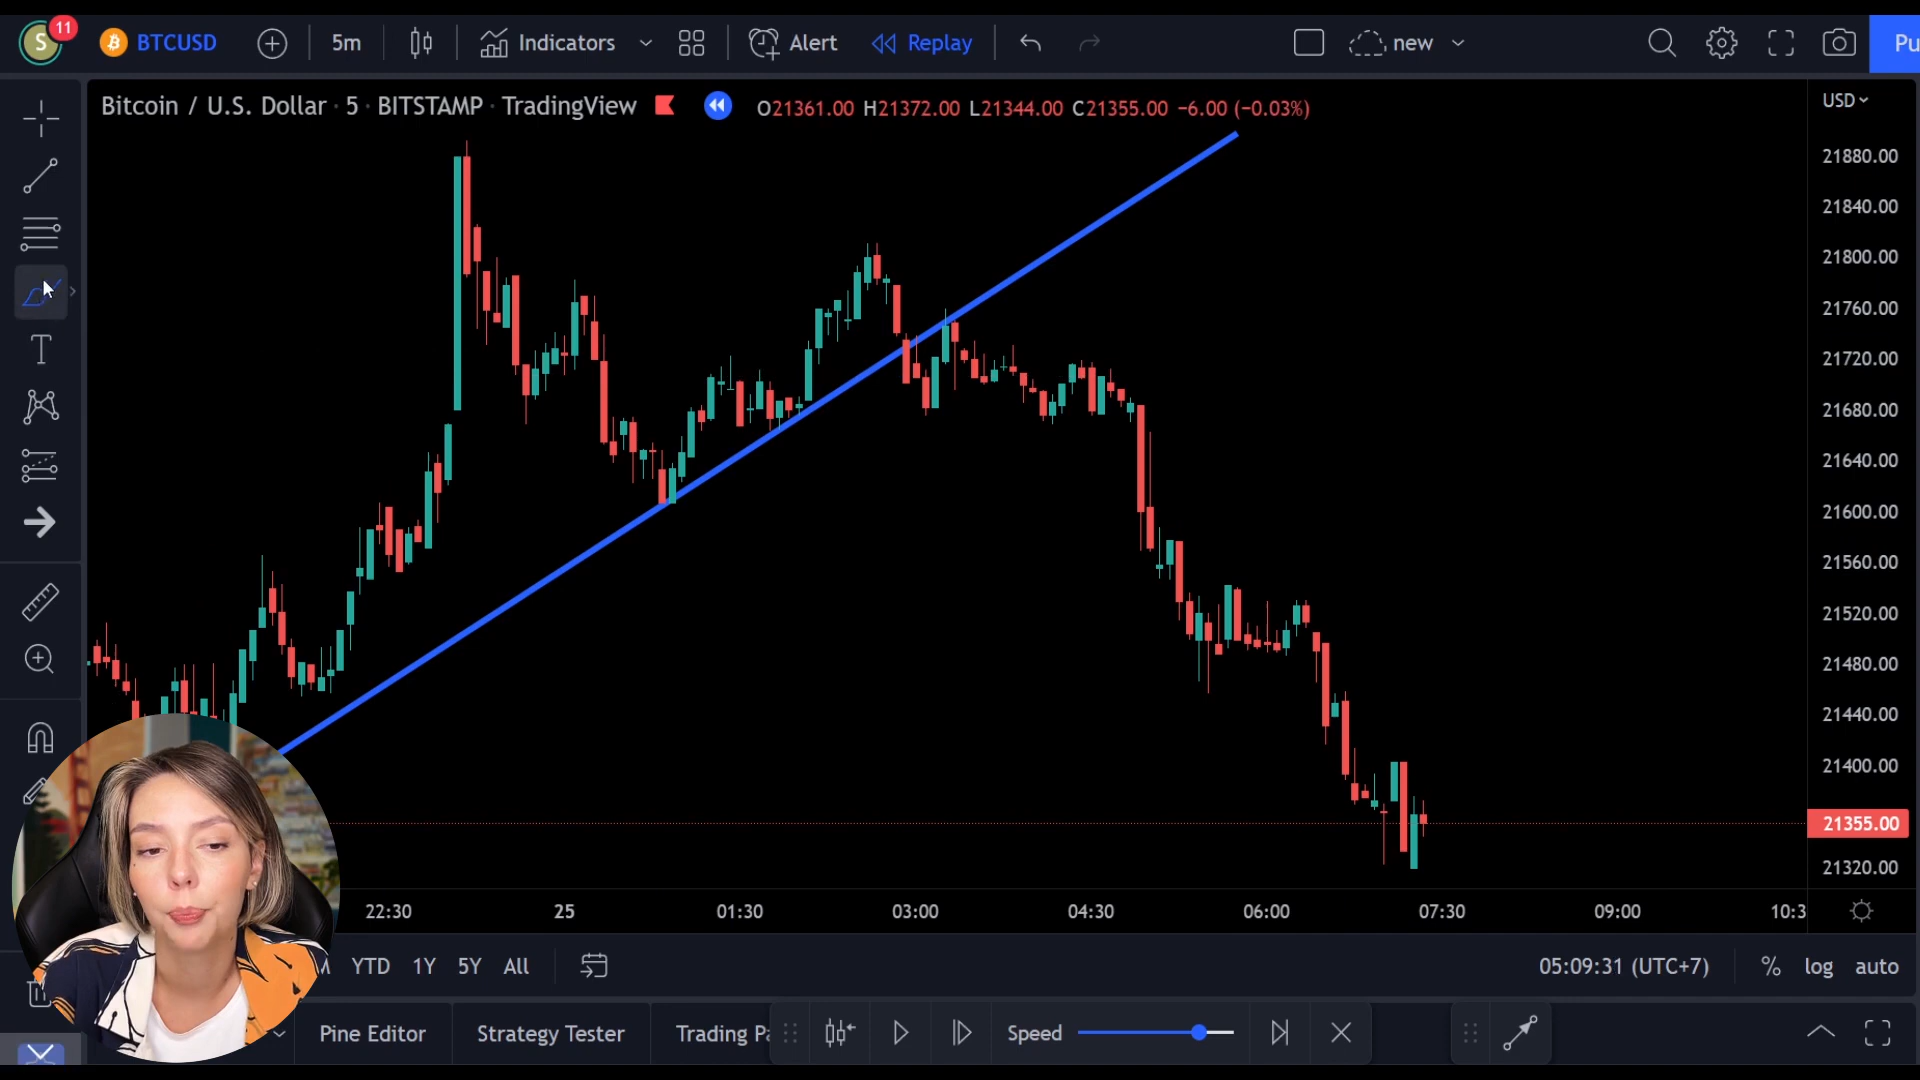 S 11 BTCUSD 5m Indicators Alert Replay new Pu
Bitcoin / U.S. Dollar · 5 · BITSTAMP · TradingView O21361.00 H21372.00 L21344.00 C21355.00 −6.00 (−0.03%)
USD
21880.00
21840.00
21800.00
21760.00
21720.00
21680.00
21640.00
21600.00
21560.00
21520.00
21480.00
21440.00
21400.00
21355.00
21320.00
22:30 25 01:30 03:00 04:30 06:00 07:30 09:00 10:3
YTD 1Y 5Y All 05:09:31 (UTC+7) % log auto
Pine Editor Strategy Tester Trading Pa Speed